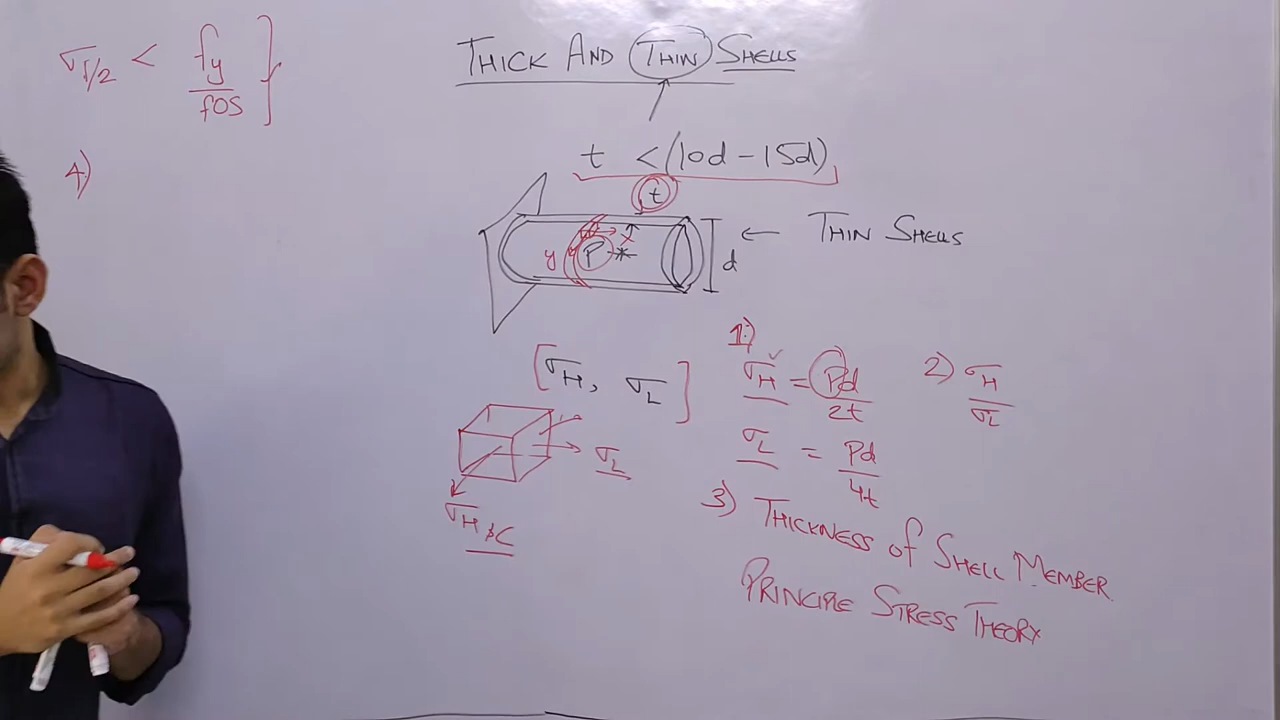 THICK AND THIN SHELLS
σ1/2 < fy/fOS
4)
t < (10d - 15d)
t
x
y
P
d
← THIN SHELLS
[σH, σL]
σL
σH &C
1)
σH = Pd/2t
2) σH/σL
σL = Pd/4t
3) THICKNESS OF SHELL MEMBER
PRINCIPLE STRESS THEORY